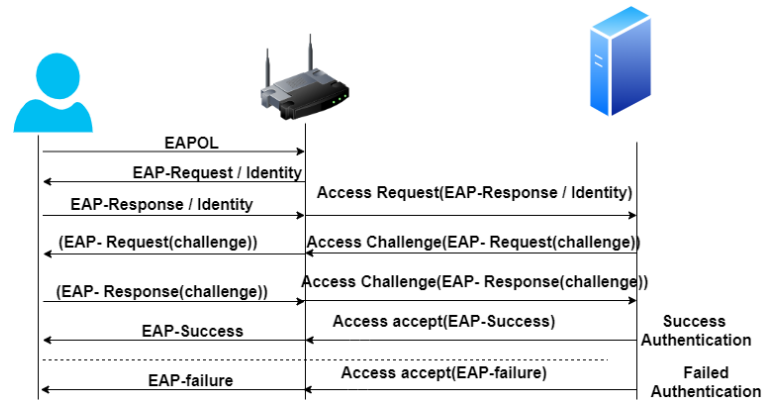 EAPOL
EAP-Request / Identity
Access Request(EAP-Response / Identity)
EAP-Response / Identity
(EAP- Request(challenge))
Access Challenge(EAP- Request(challenge))
Access Challenge(EAP- Response(challenge))
(EAP- Response(challenge))
Access accept(EAP-Success)
Success
Authentication
EAP-Success
Access accept(EAP-failure)
Failed
Authentication
EAP-failure